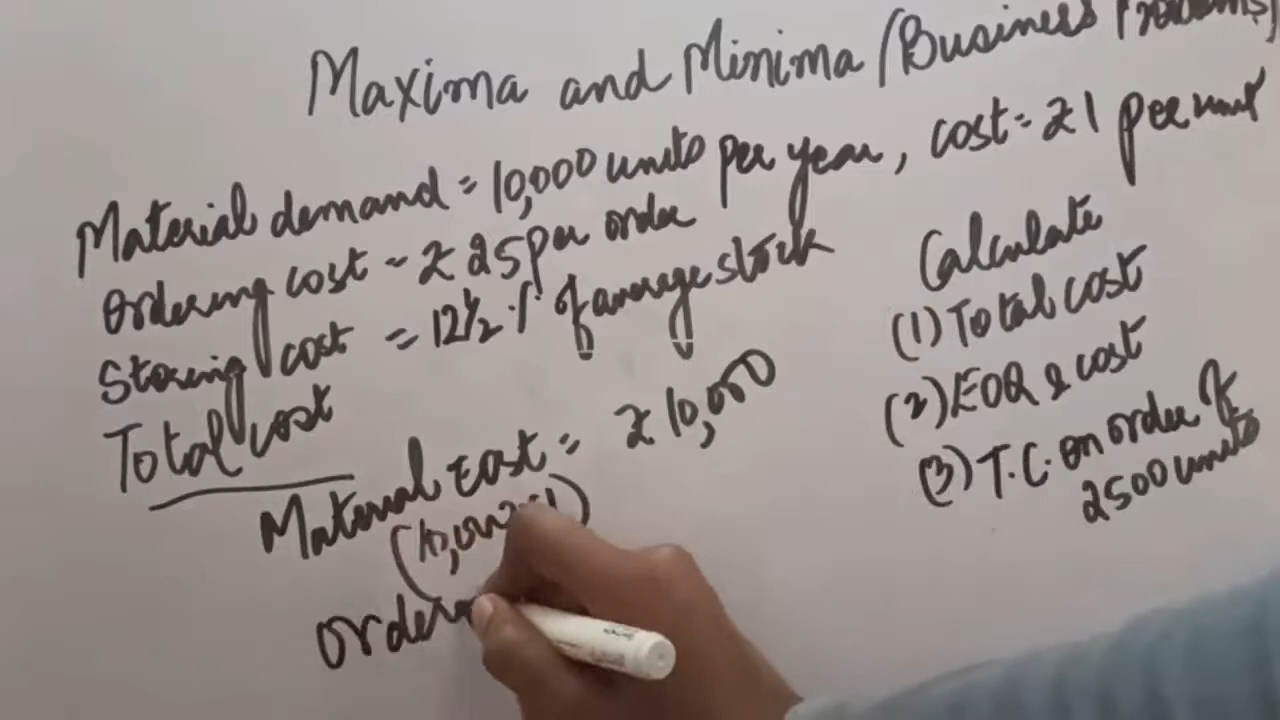 Maxima and Minima (Business Problems)
Material demand = 10,000 units per year, cost = ₹1 per unit
Ordering cost = ₹ 25 per order
Storing cost = 12½ % of average stock
Total cost
Material cost = ₹ 10,000
Calculate
(1) Total cost
(2) EOQ & cost
(3) T.C. on order of
2500 units